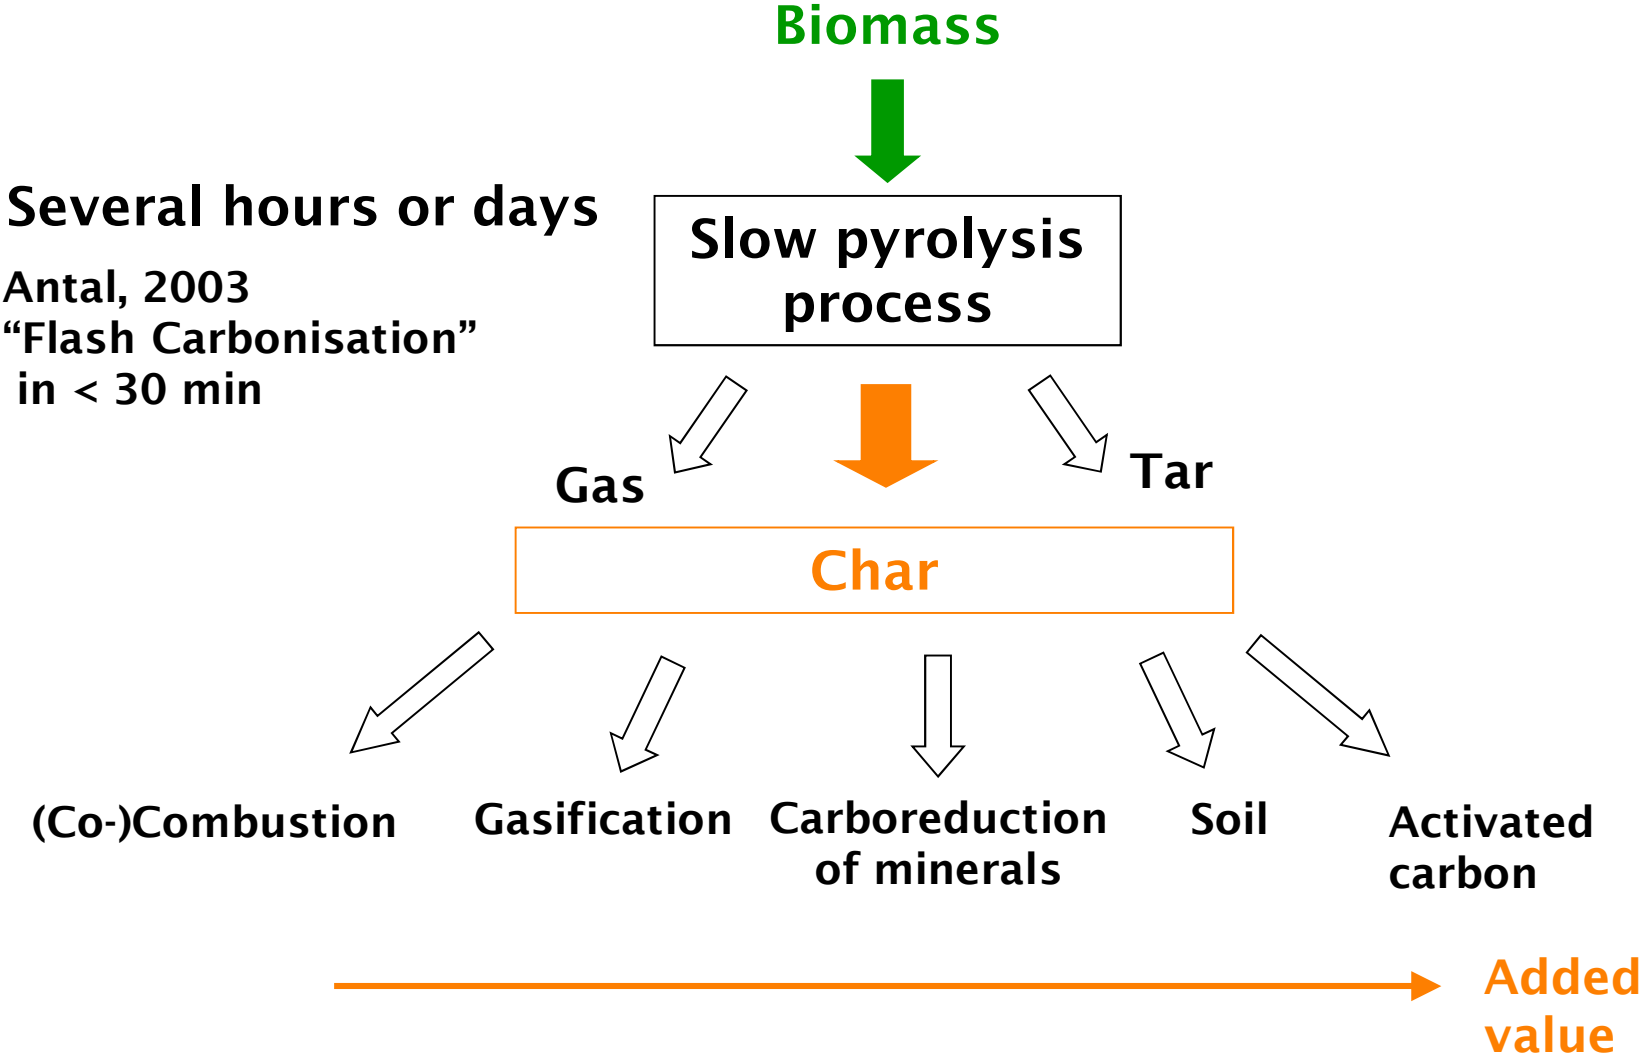 Biomass
Several hours or days
Antal, 2003
“Flash Carbonisation”
in < 30 min
Slow pyrolysis
process
Gas
Tar
Char
(Co-)Combustion
Gasification
Carboreduction
of minerals
Soil
Activated
carbon
Added
value